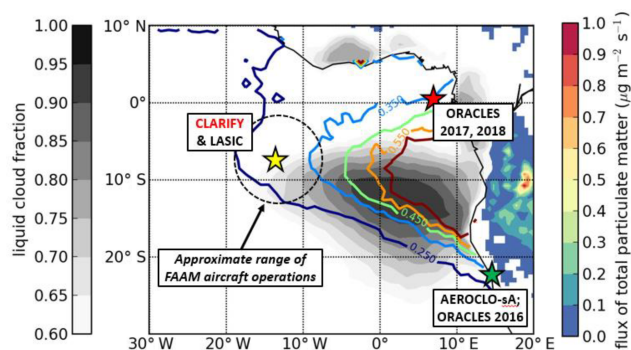 10° N
0°
10° S
20° S
30° W
20° W
10° W
0°
10° E
20° E
liquid cloud fraction
1.00
0.95
0.90
0.85
0.80
0.75
0.70
0.65
0.60
CLARIFY
& LASIC
ORACLES
2017, 2018
Approximate range of
FAAM aircraft operations
AEROCLO-sA;
ORACLES 2016
0.350
0.550
0.450
0.250
1.0
0.9
0.8
0.7
0.6
0.5
0.4
0.3
0.2
0.1
0.0
flux of total particulate matter (μg m⁻² s⁻¹)